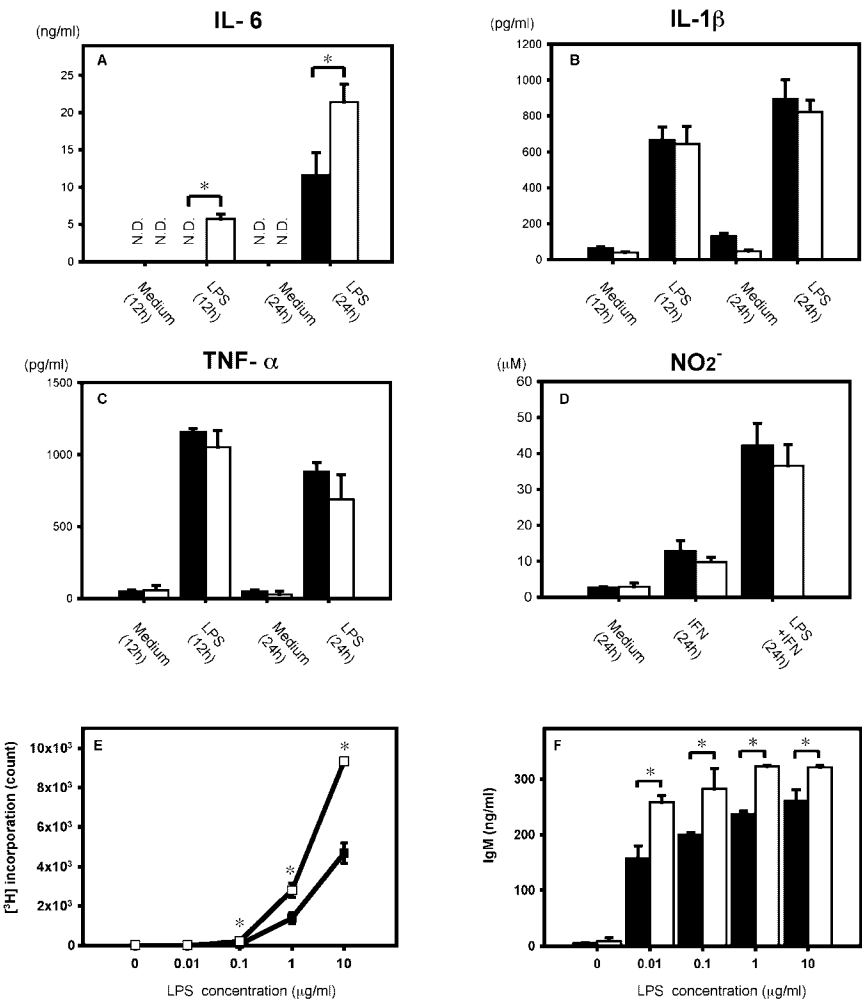 IL- 6
(ng/ml)
A
25
20
15
10
5
0
N.D. N.D. N.D. N.D. N.D.
*
*
Medium (12h)
LPS (12h)
Medium (24h)
LPS (24h)
IL-1β
(pg/ml)
B
1200
1000
800
600
400
200
0
Medium (12h)
LPS (12h)
Medium (24h)
LPS (24h)
TNF- α
(pg/ml)
C
1500
1000
500
0
Medium (12h)
LPS (12h)
Medium (24h)
LPS (24h)
NO₂⁻
(μM)
D
60
50
40
30
20
10
0
Medium (24h)
IFN (24h)
LPS +IFN (24h)
E
[³H] incorporation (count)
10x10³
8x10³
6x10³
4x10³
2x10³
0
* * *
0 0.01 0.1 1 10
LPS concentration (μg/ml)
F
IgM (ng/ml)
300
200
100
0
* * * *
0 0.01 0.1 1 10
LPS concentration (μg/ml)